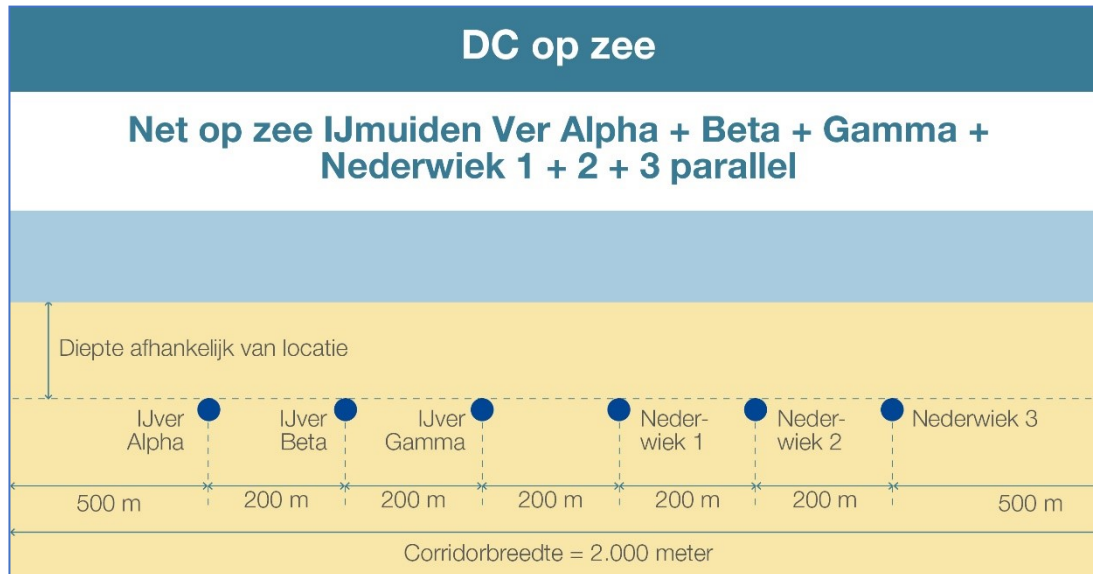 DC op zee
Net op zee IJmuiden Ver Alpha + Beta + Gamma +
Nederwiek 1 + 2 + 3 parallel
Diepte afhankelijk van locatie
IJver
Alpha
IJver
Beta
IJver
Gamma
Neder-
wiek 1
Neder-
wiek 2
Nederwiek 3
500 m
200 m
200 m
200 m
200 m
200 m
500 m
Corridorbreedte = 2.000 meter